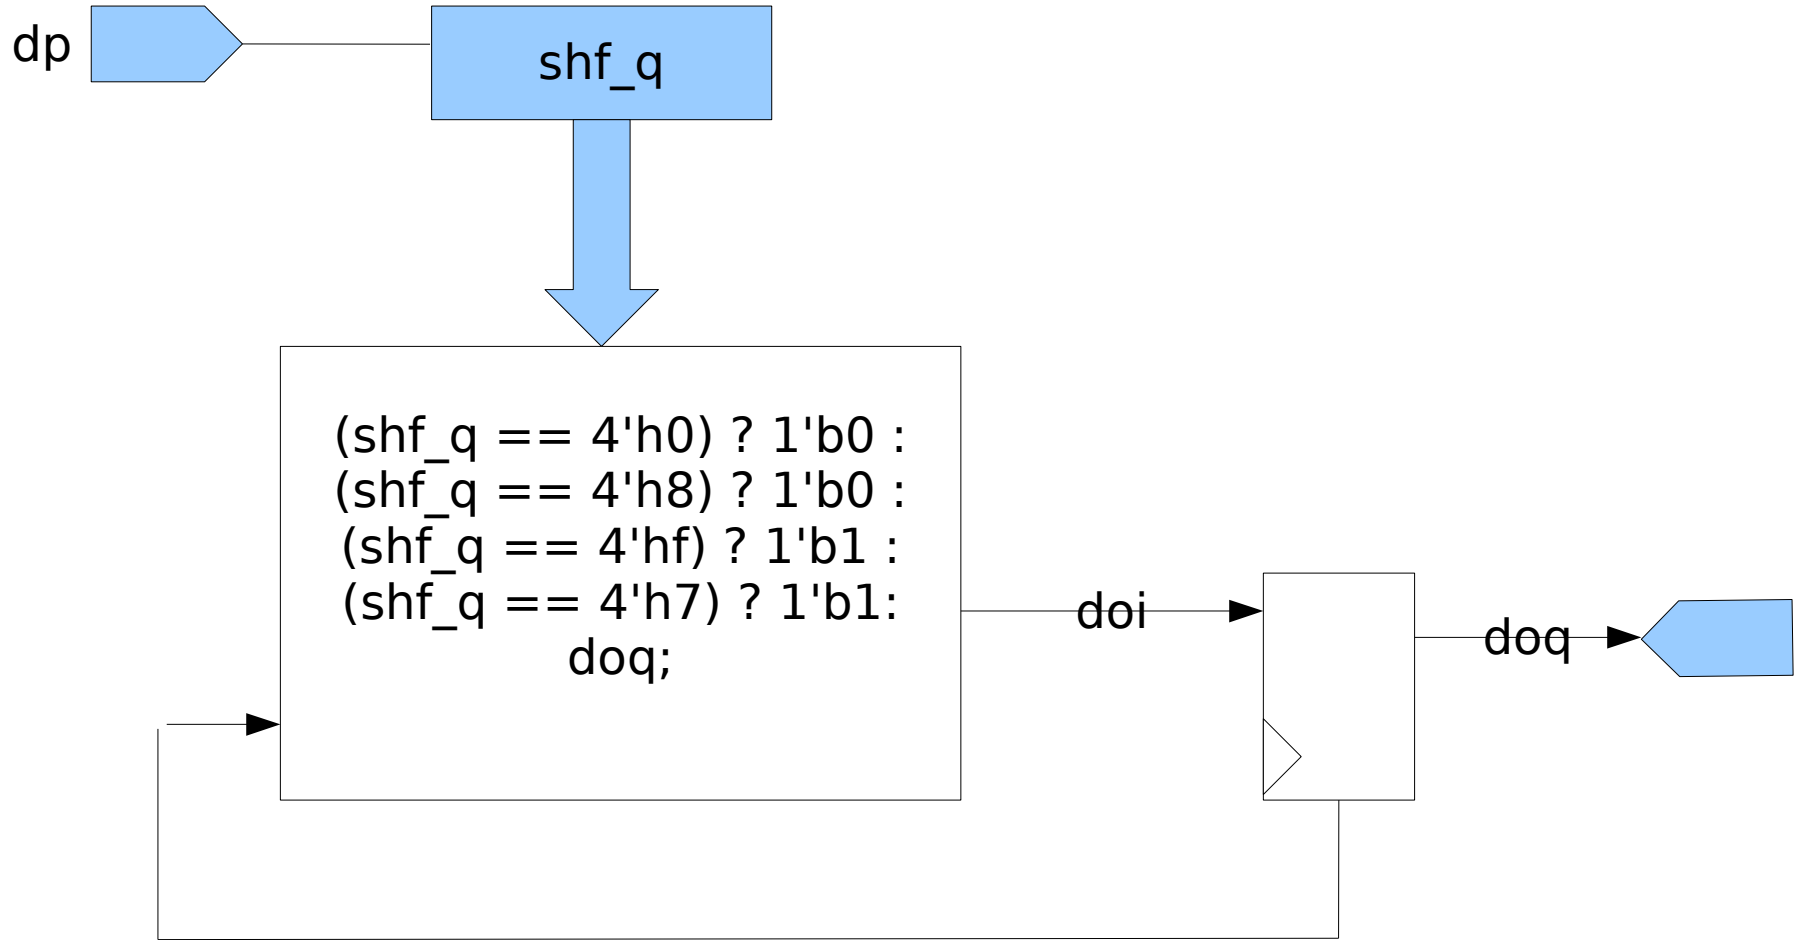 dp
shf_q
(shf_q == 4'h0) ? 1'b0 :
(shf_q == 4'h8) ? 1'b0 :
(shf_q == 4'hf) ? 1'b1 :
(shf_q == 4'h7) ? 1'b1:
doq;
doi
doq